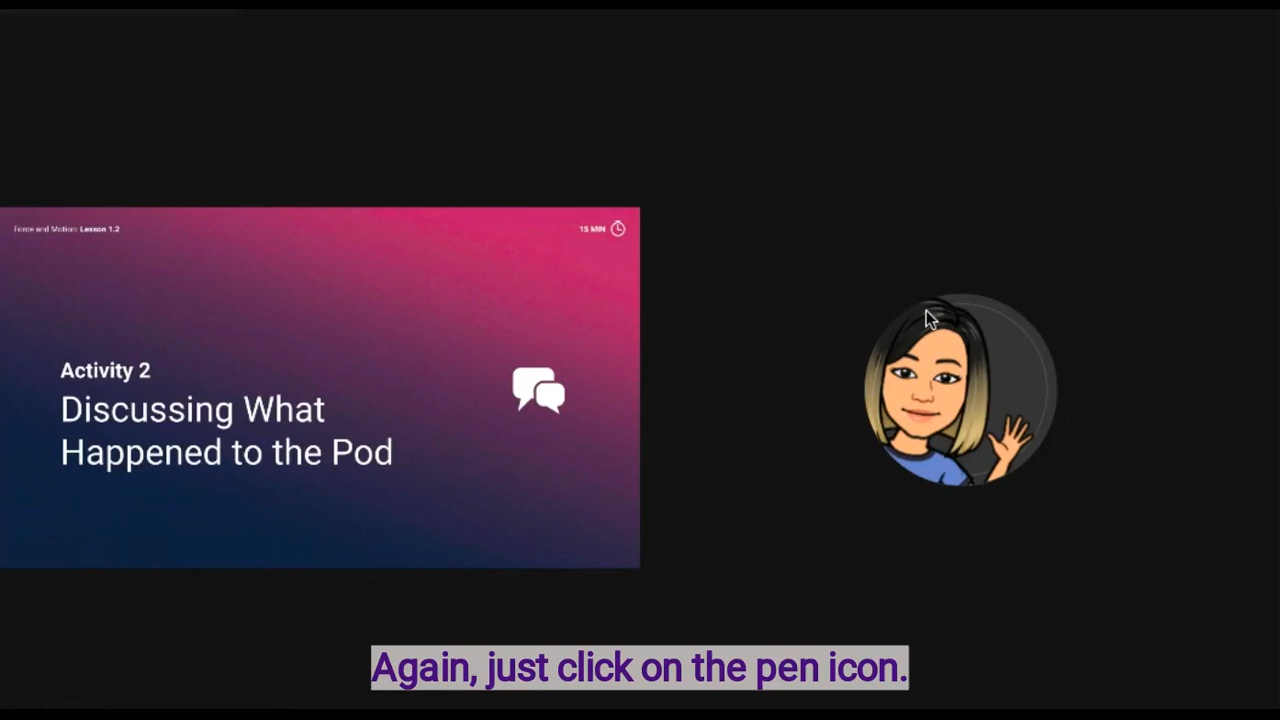 Force and Motion: Lesson 1.2
15 MIN
Activity 2
Discussing What
Happened to the Pod
Again, just click on the pen icon.